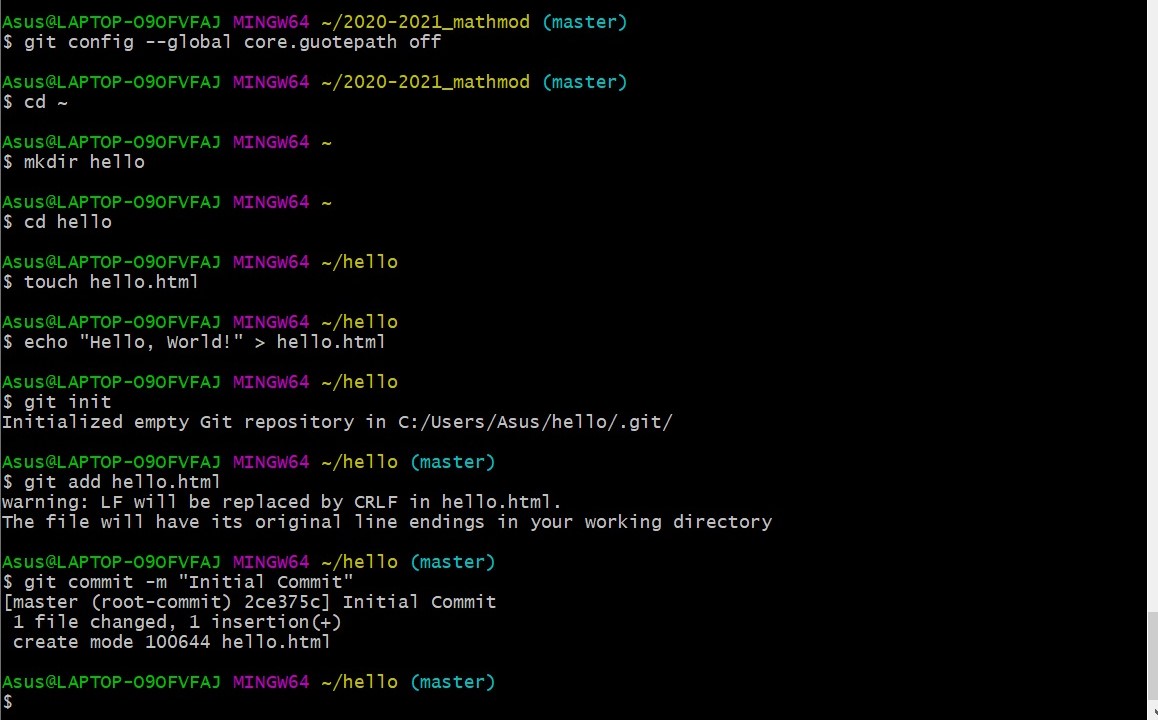 Asus@LAPTOP-O9OFVFAJ MINGW64 ~/2020-2021_mathmod (master)
$ git config --global core.guotepath off
Asus@LAPTOP-O9OFVFAJ MINGW64 ~/2020-2021_mathmod (master)
$ cd ~
Asus@LAPTOP-O9OFVFAJ MINGW64 ~
$ mkdir hello
Asus@LAPTOP-O9OFVFAJ MINGW64 ~
$ cd hello
Asus@LAPTOP-O9OFVFAJ MINGW64 ~/hello
$ touch hello.html
Asus@LAPTOP-O9OFVFAJ MINGW64 ~/hello
$ echo "Hello, World!" > hello.html
Asus@LAPTOP-O9OFVFAJ MINGW64 ~/hello
$ git init
Initialized empty Git repository in C:/Users/Asus/hello/.git/
Asus@LAPTOP-O9OFVFAJ MINGW64 ~/hello (master)
$ git add hello.html
warning: LF will be replaced by CRLF in hello.html.
The file will have its original line endings in your working directory
Asus@LAPTOP-O9OFVFAJ MINGW64 ~/hello (master)
$ git commit -m "Initial Commit"
[master (root-commit) 2ce375c] Initial Commit
 1 file changed, 1 insertion(+)
 create mode 100644 hello.html
Asus@LAPTOP-O9OFVFAJ MINGW64 ~/hello (master)
$